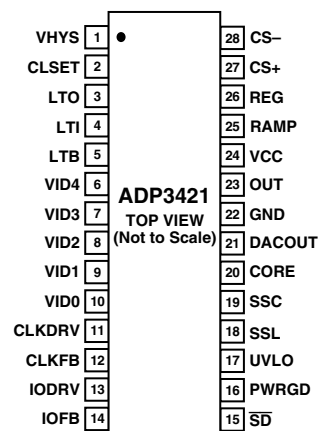 VHYS 1
CLSET 2
LTO 3
LTI 4
LTB 5
VID4 6
VID3 7
VID2 8
VID1 9
VID0 10
CLKDRV 11
CLKFB 12
IODRV 13
IOFB 14
ADP3421
TOP VIEW
(Not to Scale)
28 CS–
27 CS+
26 REG
25 RAMP
24 VCC
23 OUT
22 GND
21 DACOUT
20 CORE
19 SSC
18 SSL
17 UVLO
16 PWRGD
15 S̅D̅